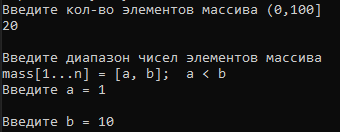 Введите кол-во элементов массива (0,100]
20
Введите диапазон чисел элементов массива
mass[1...n] = [a, b];  a < b
Введите a = 1
Введите b = 10